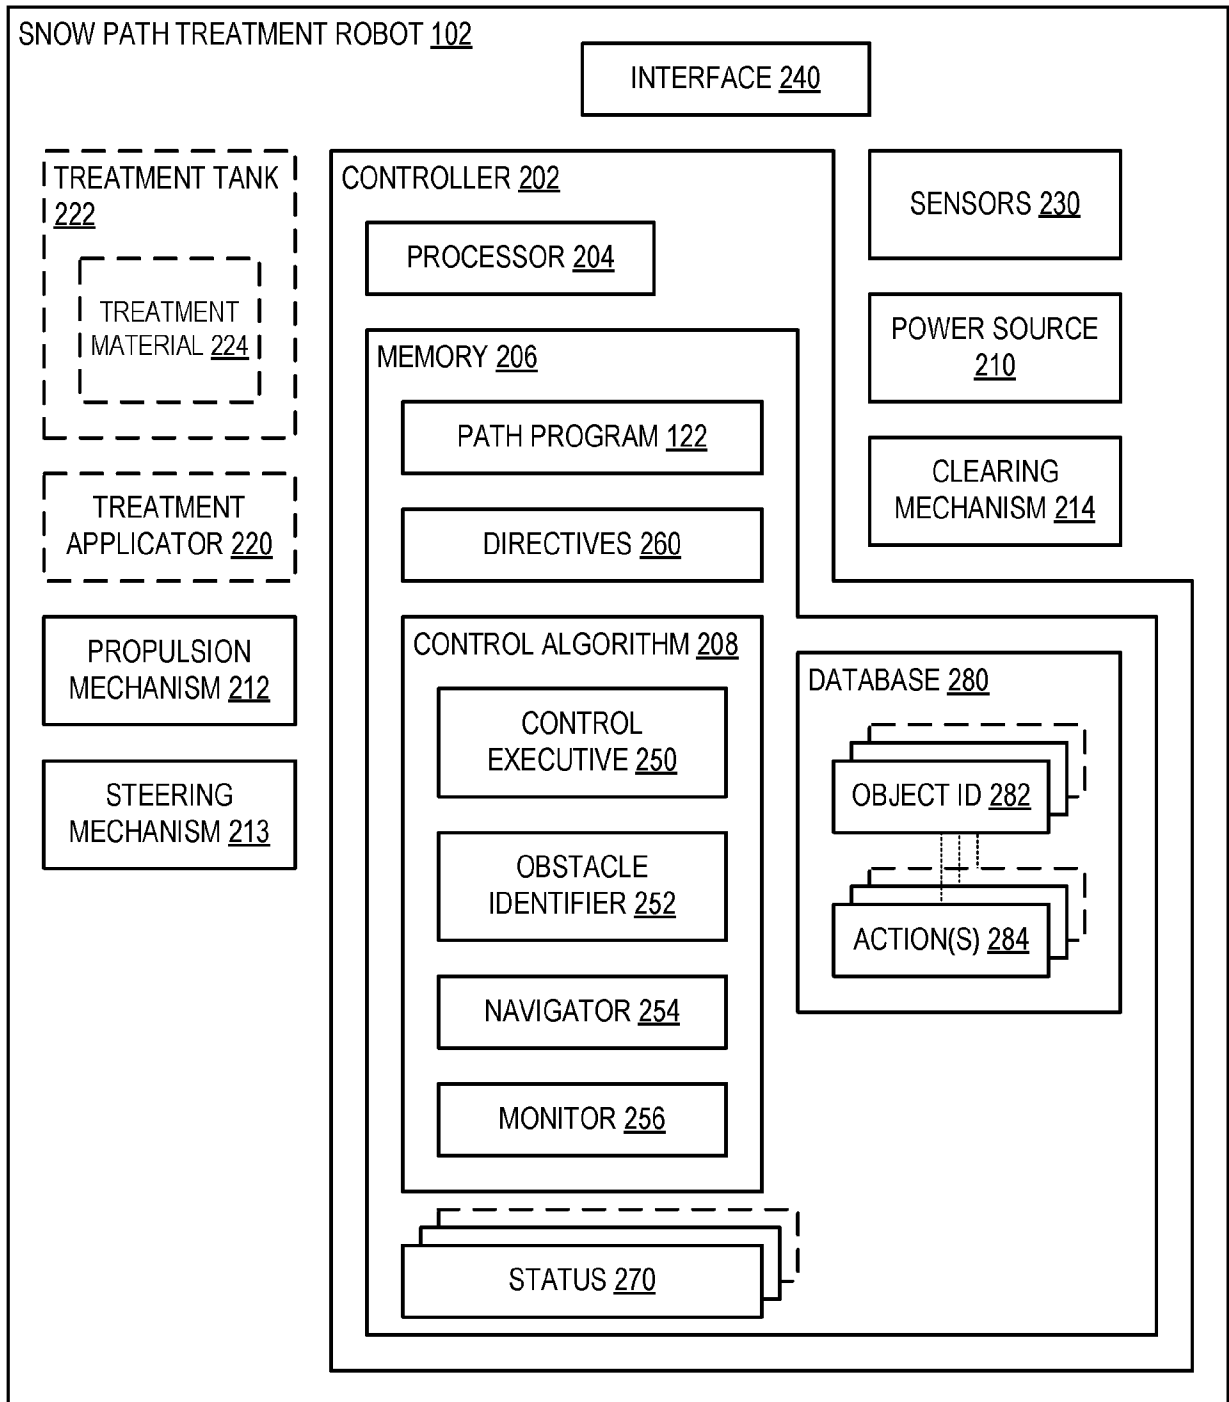 SNOW PATH TREATMENT ROBOT 102
INTERFACE 240
TREATMENT TANK
222
TREATMENT
MATERIAL 224
TREATMENT
APPLICATOR 220
PROPULSION
MECHANISM 212
STEERING
MECHANISM 213
CONTROLLER 202
PROCESSOR 204
MEMORY 206
PATH PROGRAM 122
DIRECTIVES 260
CONTROL ALGORITHM 208
CONTROL
EXECUTIVE 250
OBSTACLE
IDENTIFIER 252
NAVIGATOR 254
MONITOR 256
STATUS 270
DATABASE 280
OBJECT ID 282
ACTION(S) 284
SENSORS 230
POWER SOURCE
210
CLEARING
MECHANISM 214